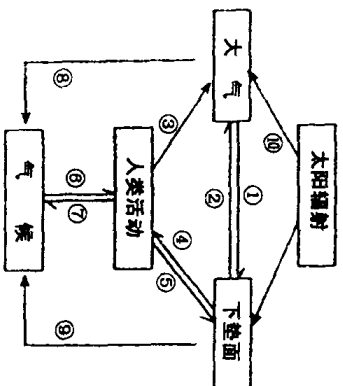 太阳辐射
⑩
①
大气
下垫面
②
③
④
⑤
人类活动
⑧
⑥
⑦
⑨
气候